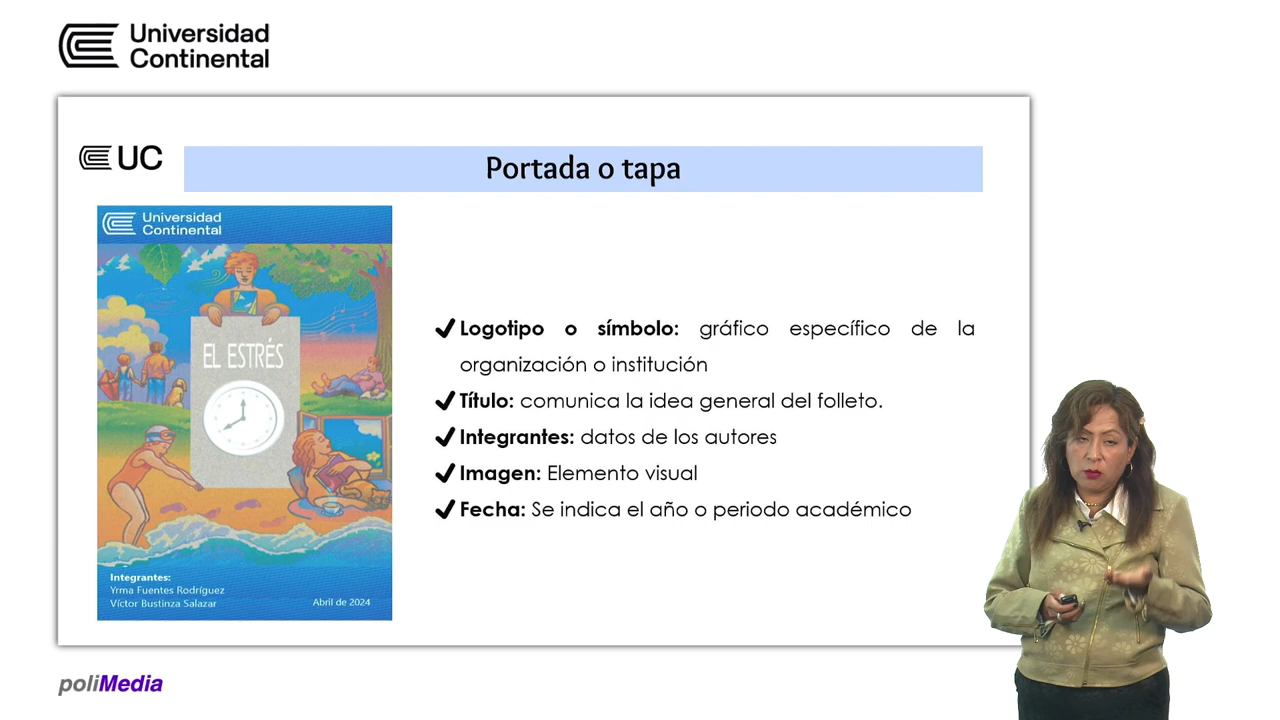 Universidad
Continental
UC
Portada o tapa
Universidad
Continental
EL ESTRÉS
Integrantes:
Yrma Fuentes Rodríguez
Víctor Bustinza Salazar
Abril de 2024
Logotipo o símbolo: gráfico específico de la
organización o institución
Título: comunica la idea general del folleto.
Integrantes: datos de los autores
Imagen: Elemento visual
Fecha: Se indica el año o periodo académico
poliMedia